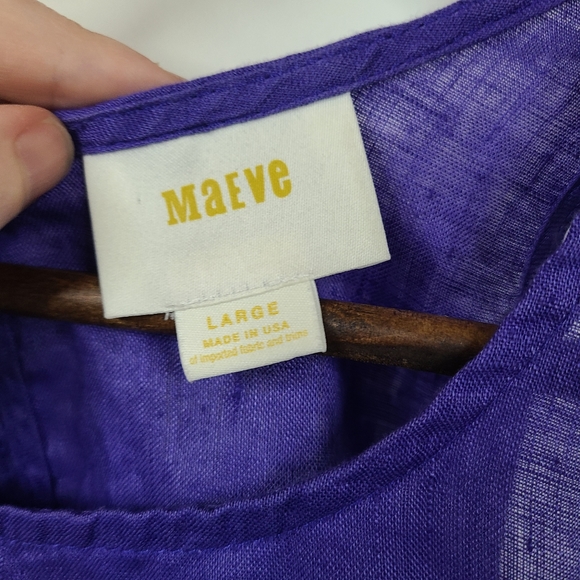 MaEve
LARGE
MADE IN USA
of imported fabric and trims